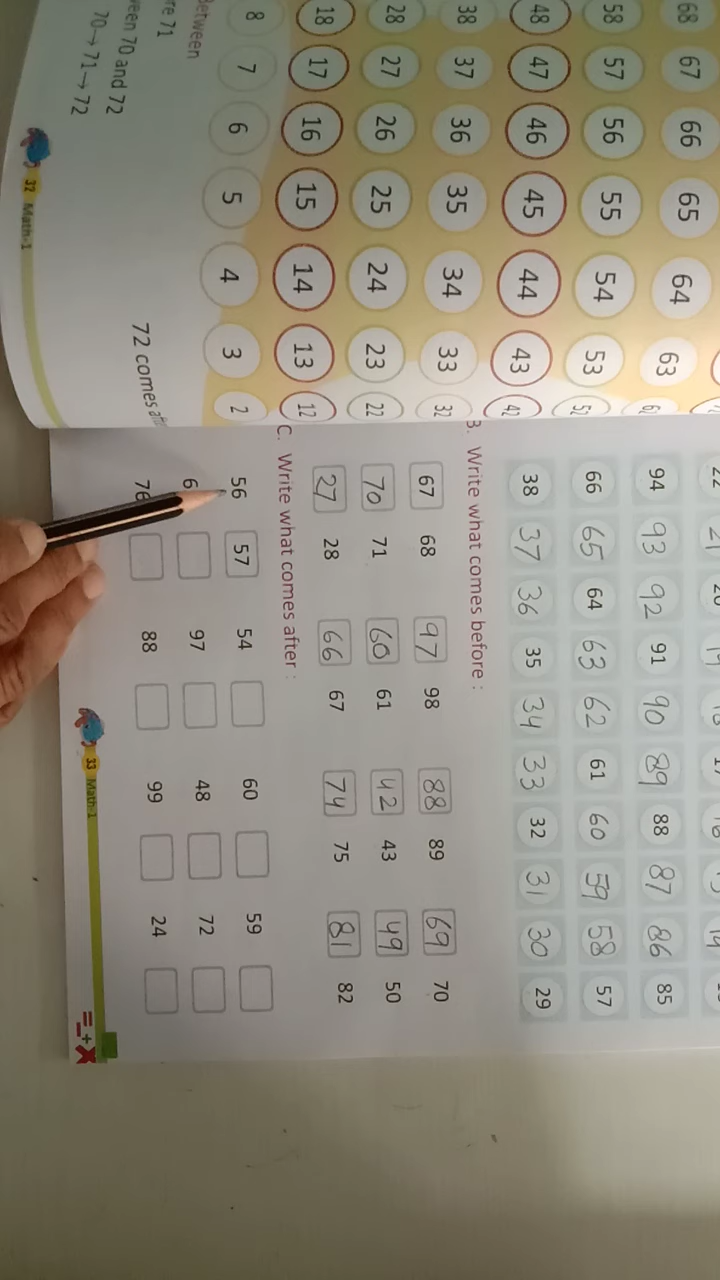 68 67 66 65 64 63
58 57 56 55 54 53 52
48 47 46 45 44 43 42
38 37 36 35 34 33 32
28 27 26 25 24 23 22
18 17 16 15 14 13 12
8 7 6 5 4 3 2
Between
71
70 and 72
70→71→72
72 comes
32 Math-1
94 93 92 91 90 89 88 87 86 85
66 65 64 63 62 61 60 59 58 57
38 37 36 35 34 33 32 31 30 29
B. Write what comes before :
67 68 97 98 88 89 69 70
70 71 60 61 42 43 49 50
27 28 66 67 74 75 81 82
C. Write what comes after :
56 57 54 60 59
97 48 72
76 88 99 24
33 Math-1